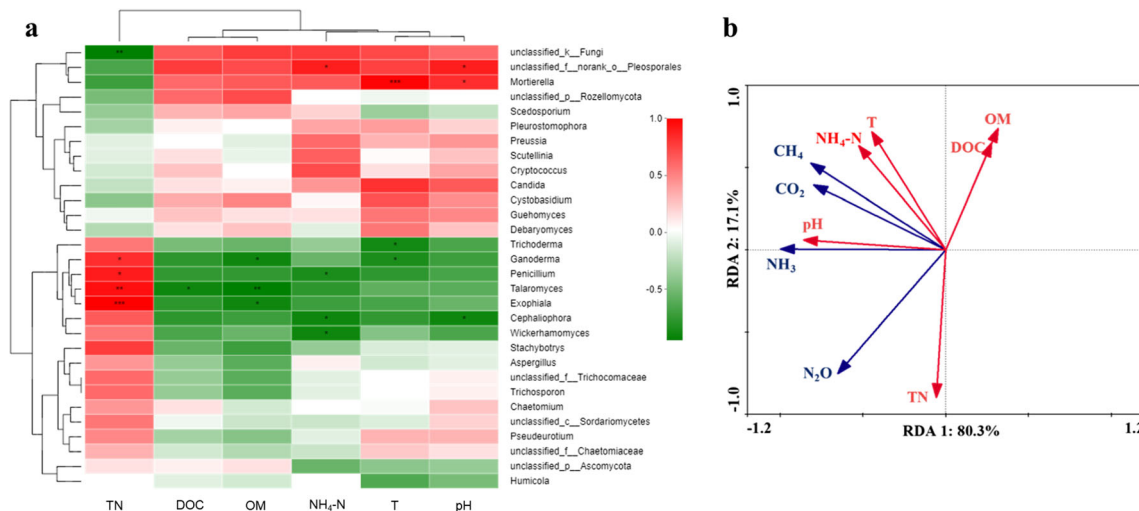 a
b
**
unclassified_k__Fungi
* *
unclassified_f__norank_o__Pleosporales
*** *
Mortierella
unclassified_p__Rozellomycota
Scedosporium
Pleurostomophora
Preussia
Scutellinia
Cryptococcus
Candida
Cystobasidium
Guehomyces
Debaryomyces
*
Trichoderma
* * *
Ganoderma
* *
Penicillium
** * **
Talaromyces
*** *
Exophiala
* *
Cephaliophora
*
Wickerhamomyces
Stachybotrys
Aspergillus
unclassified_f__Trichocomaceae
Trichosporon
Chaetomium
unclassified_c__Sordariomycetes
Pseudeurotium
unclassified_f__Chaetomiaceae
unclassified_p__Ascomycota
Humicola
TN DOC OM NH₄-N T pH
1.0
0.5
0.0
-0.5
1.0
RDA 2: 17.1%
-1.0
-1.2
RDA 1: 80.3%
1.2
T
OM
NH₄-N
DOC
CH₄
CO₂
pH
NH₃
N₂O
TN